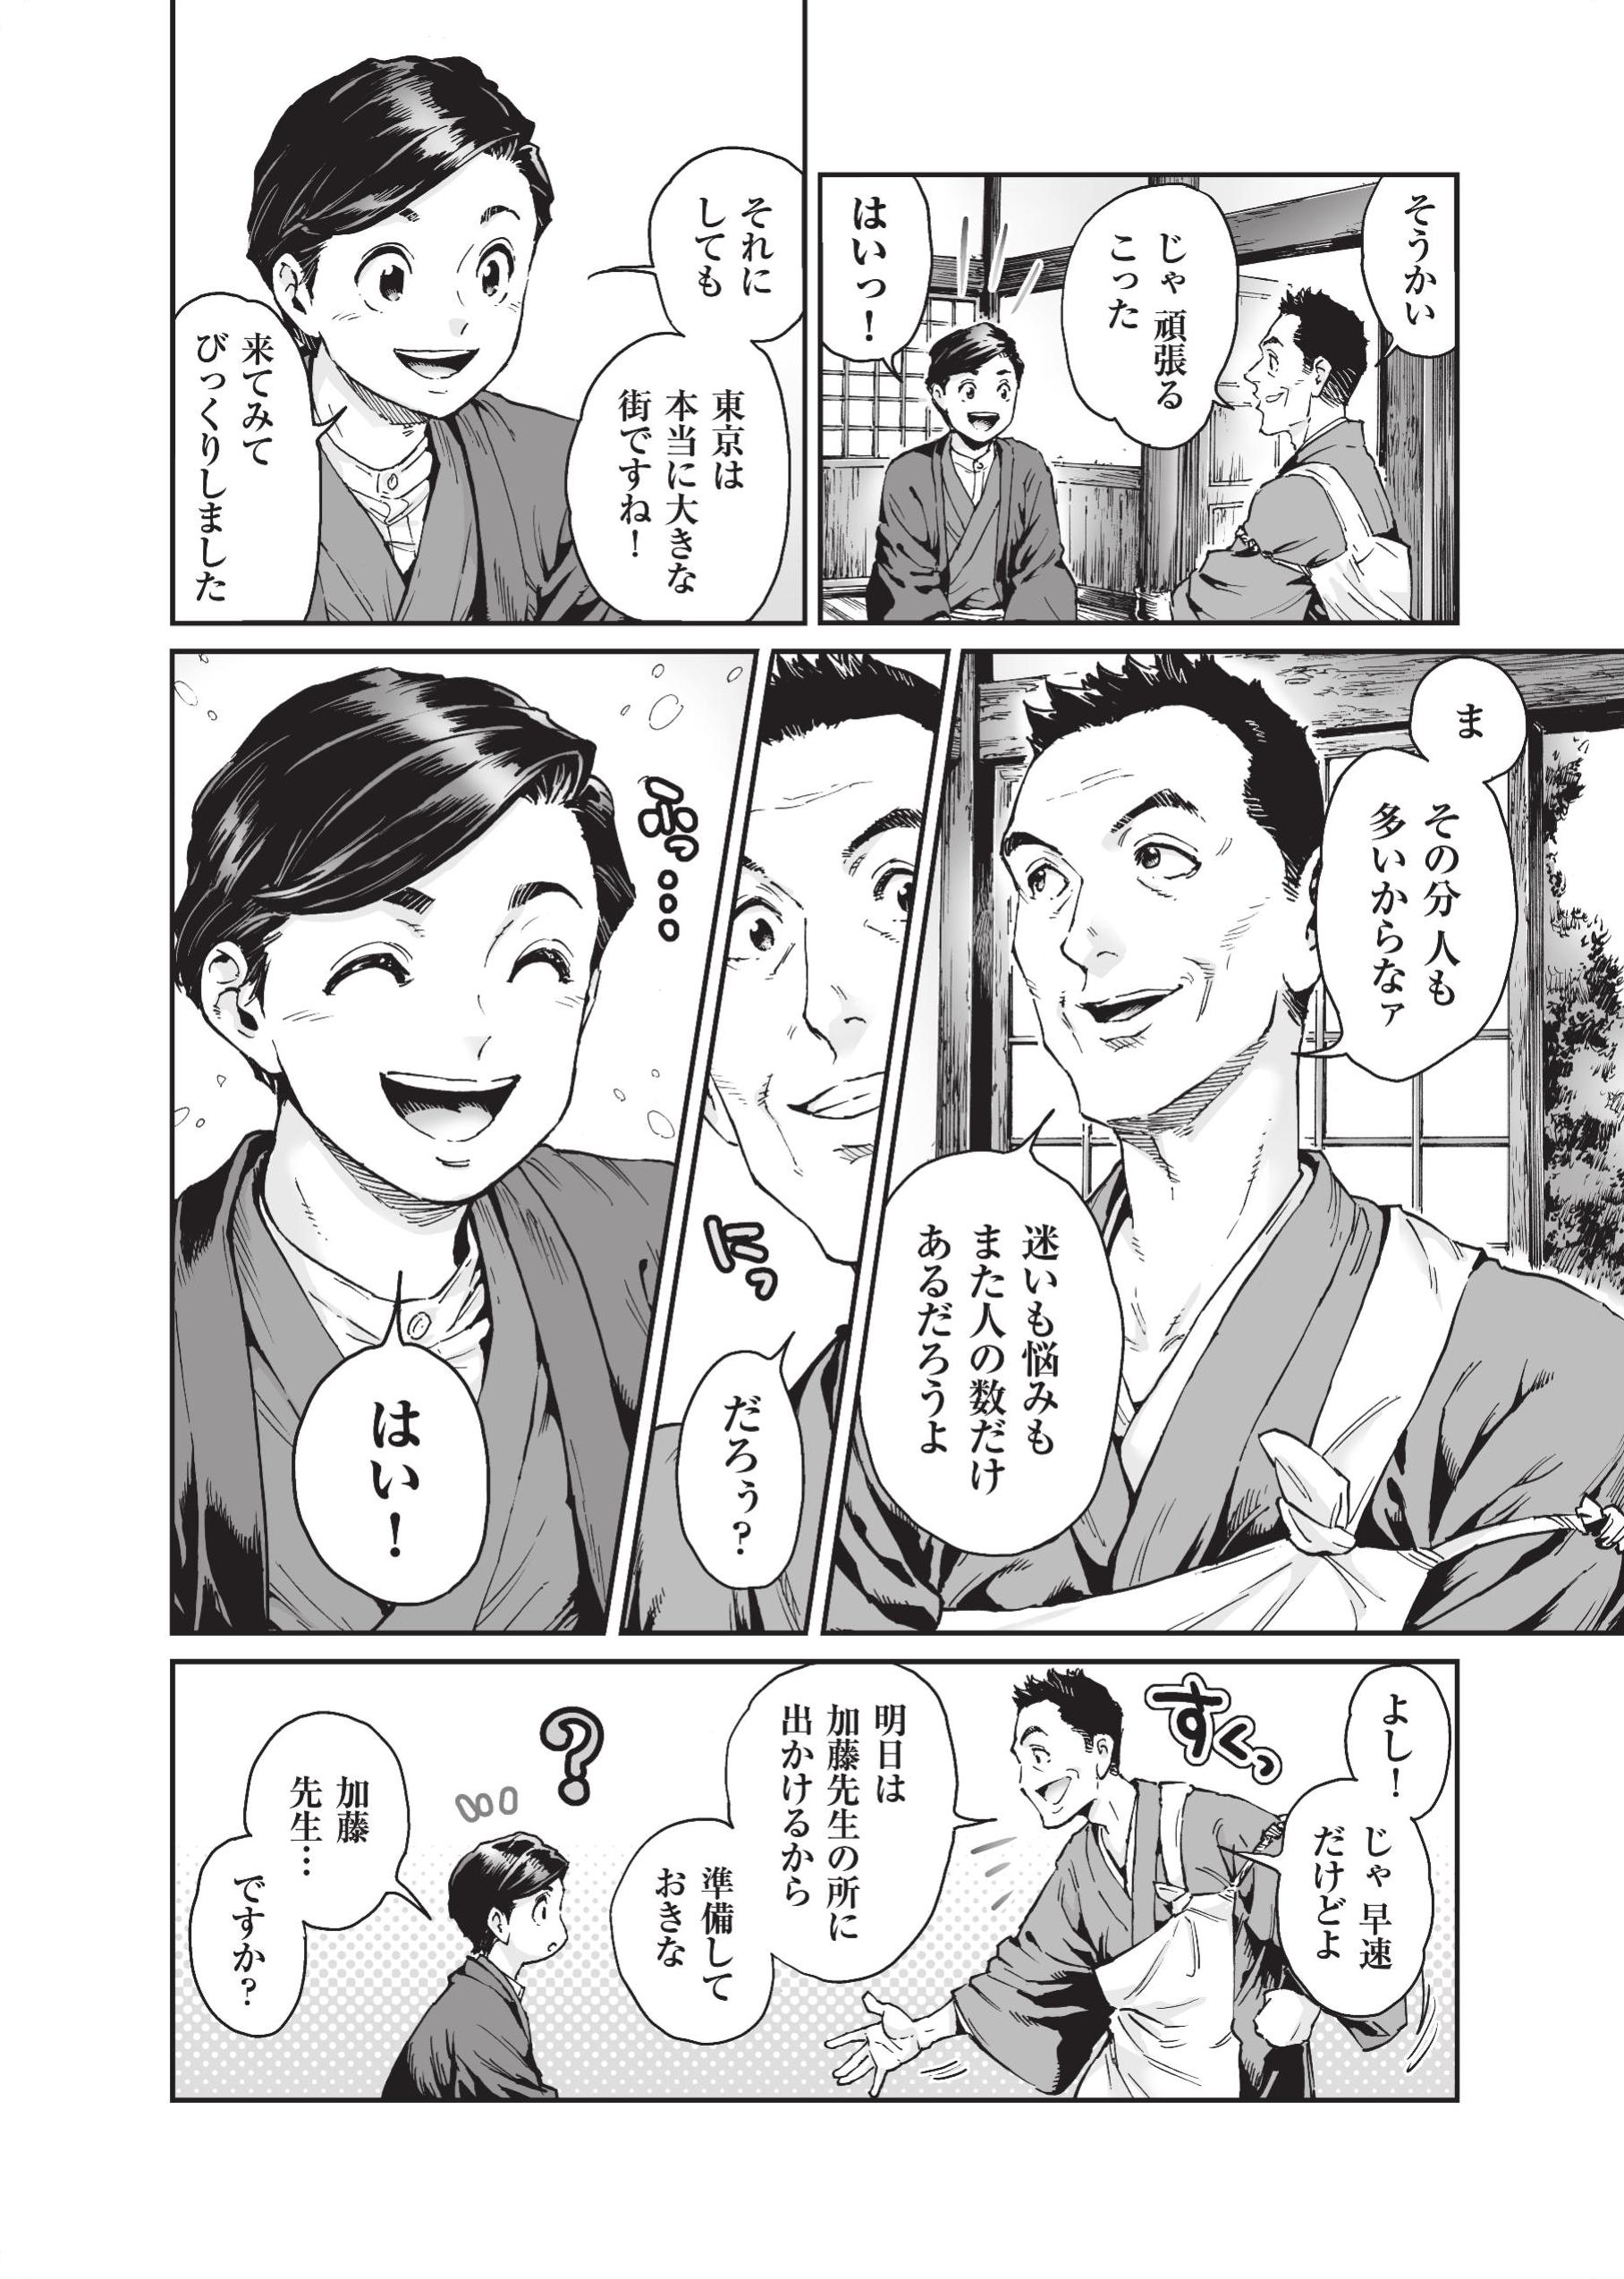 そうかい
じゃ 頑張る
こった
はいっ！
それに
しても
東京は
本当に大きな
街ですね！
来てみて
びっくりしました
ま
その分 人も
多いからなァ
迷いも悩みも
また人の数だけ
あるだろうよ
にっ
だろぅ？
ふっ…
はい！
よし！
じゃ 早速
だけどよ
すくっ
明日は
加藤先生の所に
出かけるから
準備して
おきな
？
加藤
先生…
ですか？